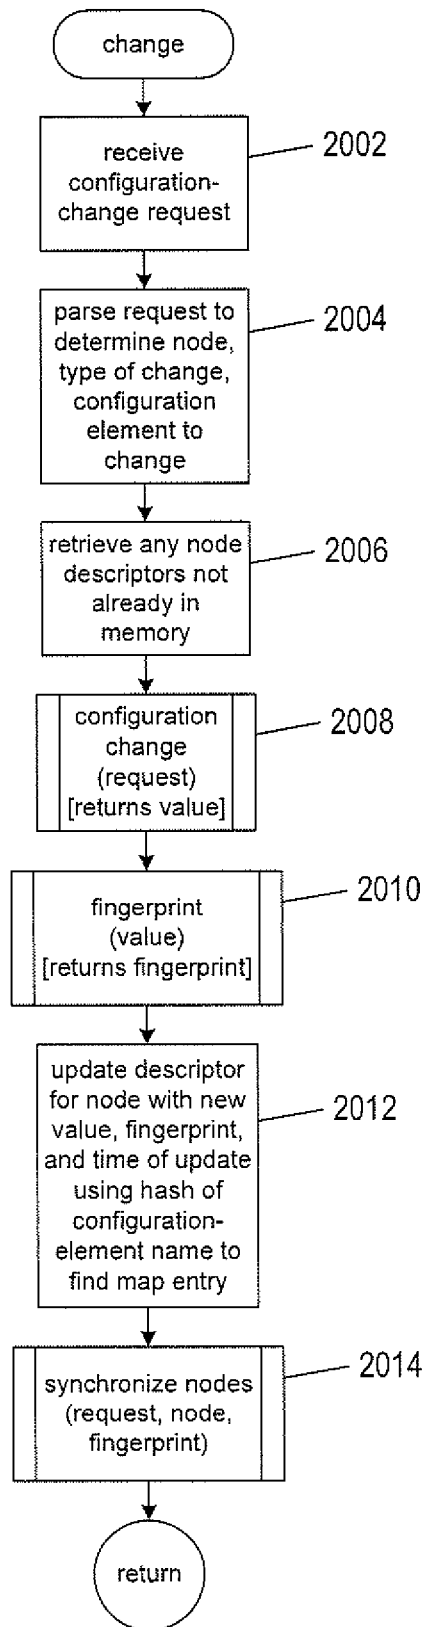 change
receive
configuration-
change request
2002
parse request to
determine node,
type of change,
configuration
element to
change
2004
retrieve any node
descriptors not
already in
memory
2006
configuration
change
(request)
[returns value]
2008
fingerprint
(value)
[returns fingerprint]
2010
update descriptor
for node with new
value, fingerprint,
and time of update
using hash of
configuration-
element name to
find map entry
2012
synchronize nodes
(request, node,
fingerprint)
2014
return